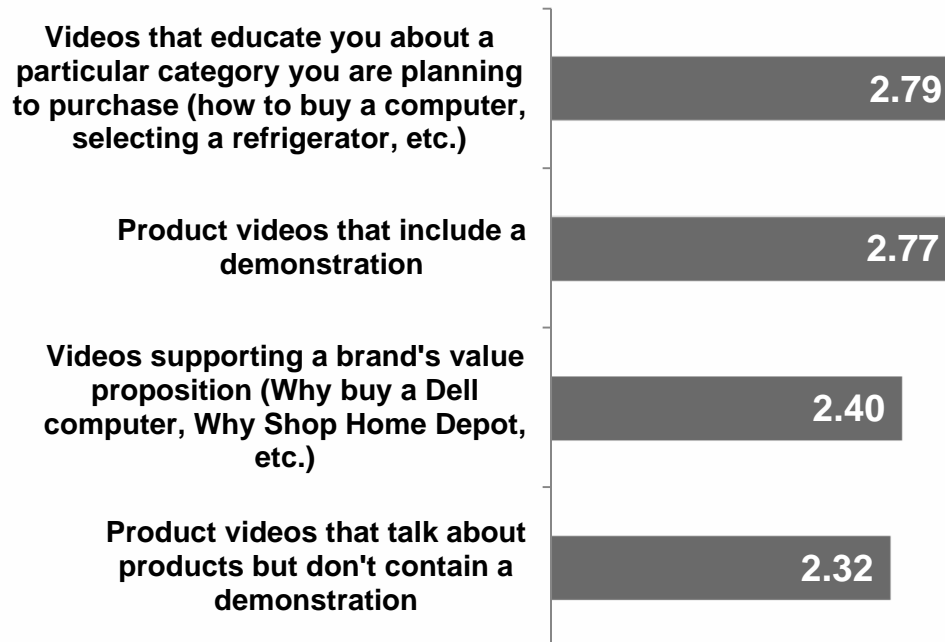 Videos that educate you about a
particular category you are planning
to purchase (how to buy a computer,
selecting a refrigerator, etc.)
2.79
Product videos that include a
demonstration
2.77
Videos supporting a brand's value
proposition (Why buy a Dell
computer, Why Shop Home Depot,
etc.)
2.40
Product videos that talk about
products but don't contain a
demonstration
2.32